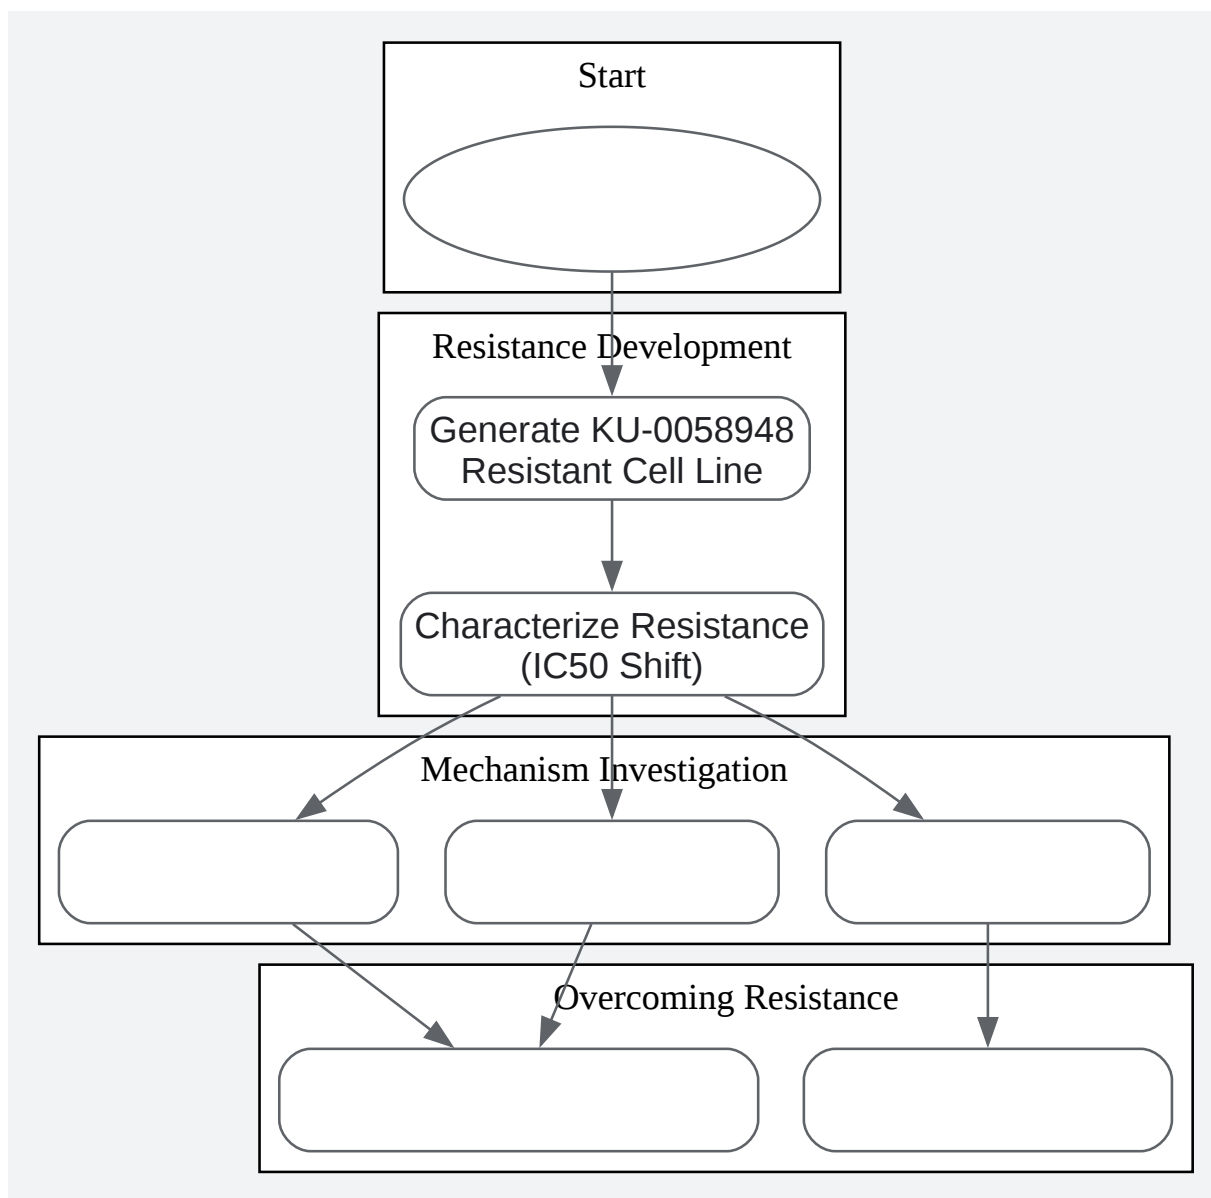 Start
Resistance Development
Generate KU-0058948
Resistant Cell Line
Characterize Resistance
(IC50 Shift)
Mechanism Investigation
Overcoming Resistance